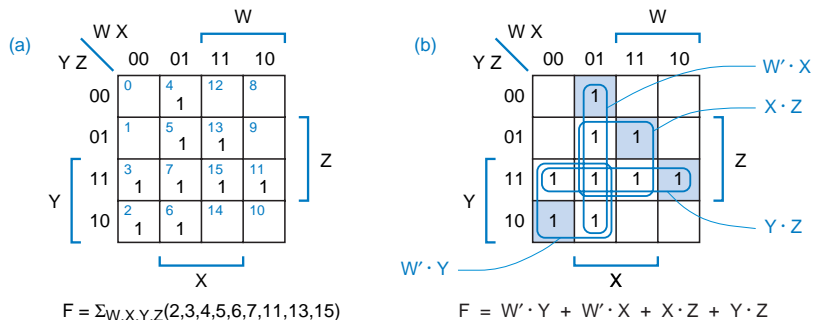 (a)
W X
W
Y Z
00 01 11 10
00
0 4 12 8
1
01
1 5 13 9
1 1
Z
11
3 7 15 11
1 1 1 1
Y
10
2 6 14 10
1 1
X
F = ΣW,X,Y,Z(2,3,4,5,6,7,11,13,15)
(b)
W X
W
Y Z
00 01 11 10
W′ · X
00
1
X · Z
01
1 1
Z
11
1 1 1 1
Y
10
1 1
Y · Z
W′ · Y
X
F = W′ · Y + W′ · X + X · Z + Y · Z